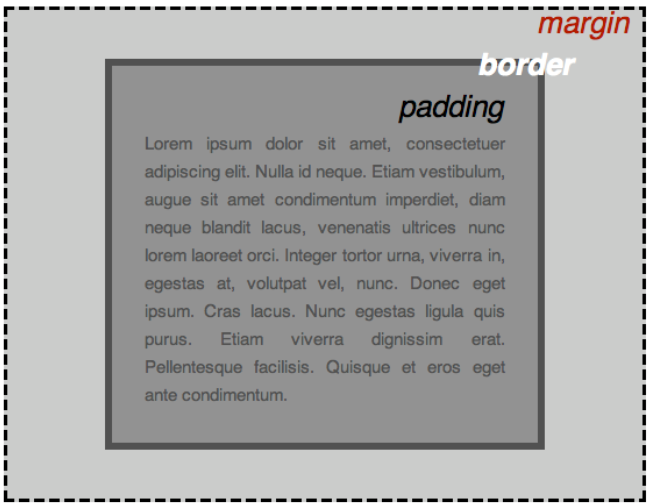 margin
border
padding
Lorem ipsum dolor sit amet, consectetuer
adipiscing elit. Nulla id neque. Etiam vestibulum,
augue sit amet condimentum imperdiet, diam
neque blandit lacus, venenatis ultrices nunc
lorem laoreet orci. Integer tortor urna, viverra in,
egestas at, volutpat vel, nunc. Donec eget
ipsum. Cras lacus. Nunc egestas ligula quis
purus. Etiam viverra dignissim erat.
Pellentesque facilisis. Quisque et eros eget
ante condimentum.